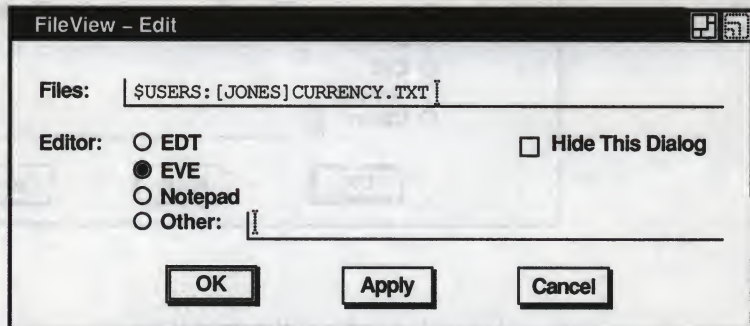 FileView – Edit
Files: $USERS:[JONES]CURRENCY.TXT
Editor: EDT Hide This Dialog
EVE
Notepad
Other:
OK Apply Cancel